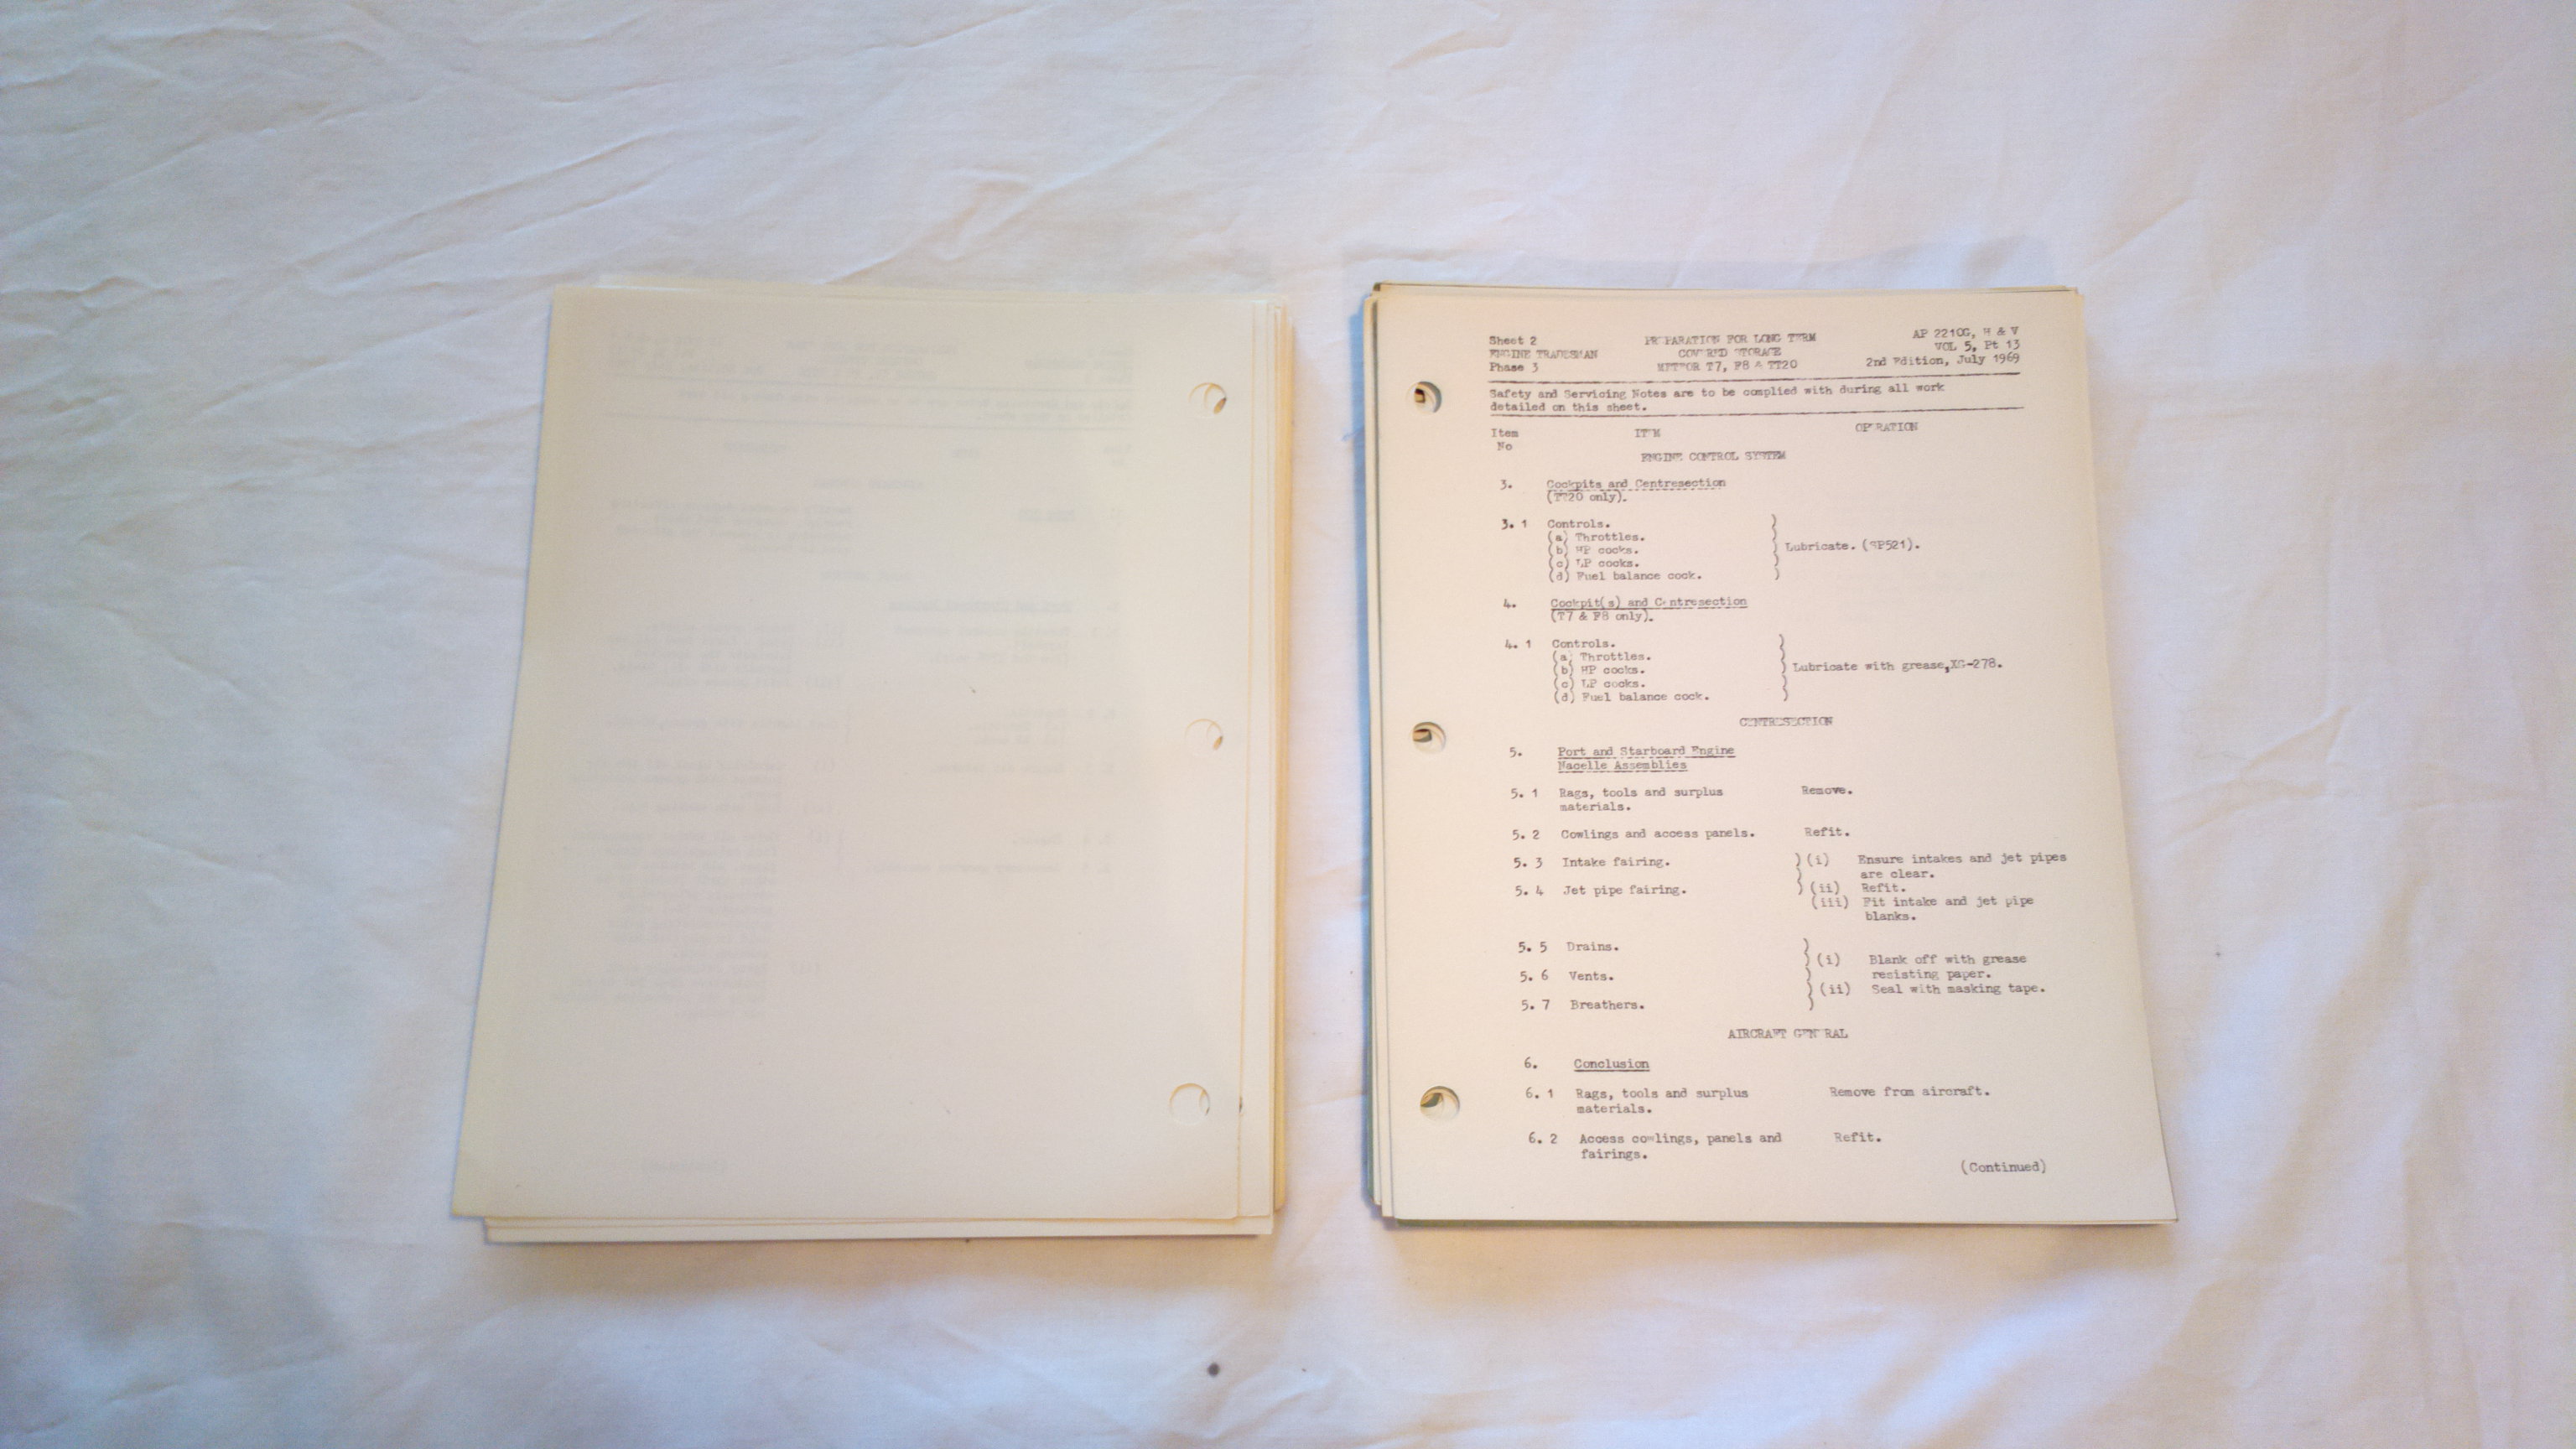 Sheet 2 PREPARATION FOR LONG TERM AP 2210G, H & V
ENGINE TRADESMAN COVERED STORAGE VOL 5, Pt 13
Phase 3 METEOR T7, F8 & TT20 2nd Edition, July 1969
Safety and Servicing Notes are to be complied with during all work
detailed on this sheet.
Item ITEM OPERATION
No
ENGINE CONTROL SYSTEM
3. Cockpits and Centresection
(TT20 only).
3. 1 Controls.
(a) Throttles.
(b) HP cocks. Lubricate.
(c) LP cocks.
(d) Fuel balance cock.
4. Cockpit(s) and Centresection
(T7 & F8 only).
4. 1 Controls.
(a) Throttles.
(b) HP cocks. Lubricate with grease,XG-278.
(c) LP cocks.
(d) Fuel balance cock.
CENTRESECTION
5. Port and Starboard Engine
Nacelle Assemblies
5. 1 Rags, tools and surplus Remove.
materials.
5. 2 Cowlings and access panels. Refit.
5. 3 Intake fairing. (i) Ensure intakes and jet pipes
are clear.
5. 4 Jet pipe fairing. (ii) Refit.
(iii) Fit intake and jet pipe
blanks.
5. 5 Drains.
(i) Blank off with grease
5. 6 Vents. resisting paper.
(ii) Seal with masking tape.
5. 7 Breathers.
AIRCRAFT GENERAL
6. Conclusion
6. 1 Rags, tools and surplus Remove from aircraft.
materials.
6. 2 Access cowlings, panels and Refit.
fairings.
(Continued)